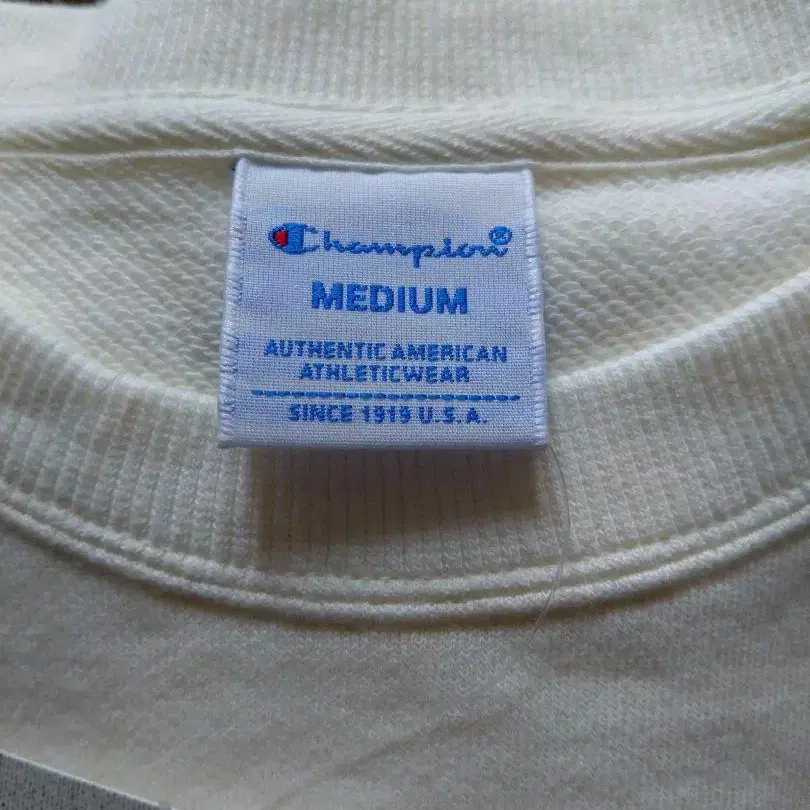 Champion®
MEDIUM
AUTHENTIC AMERICAN
ATHLETICWEAR
SINCE 1919 U.S.A.